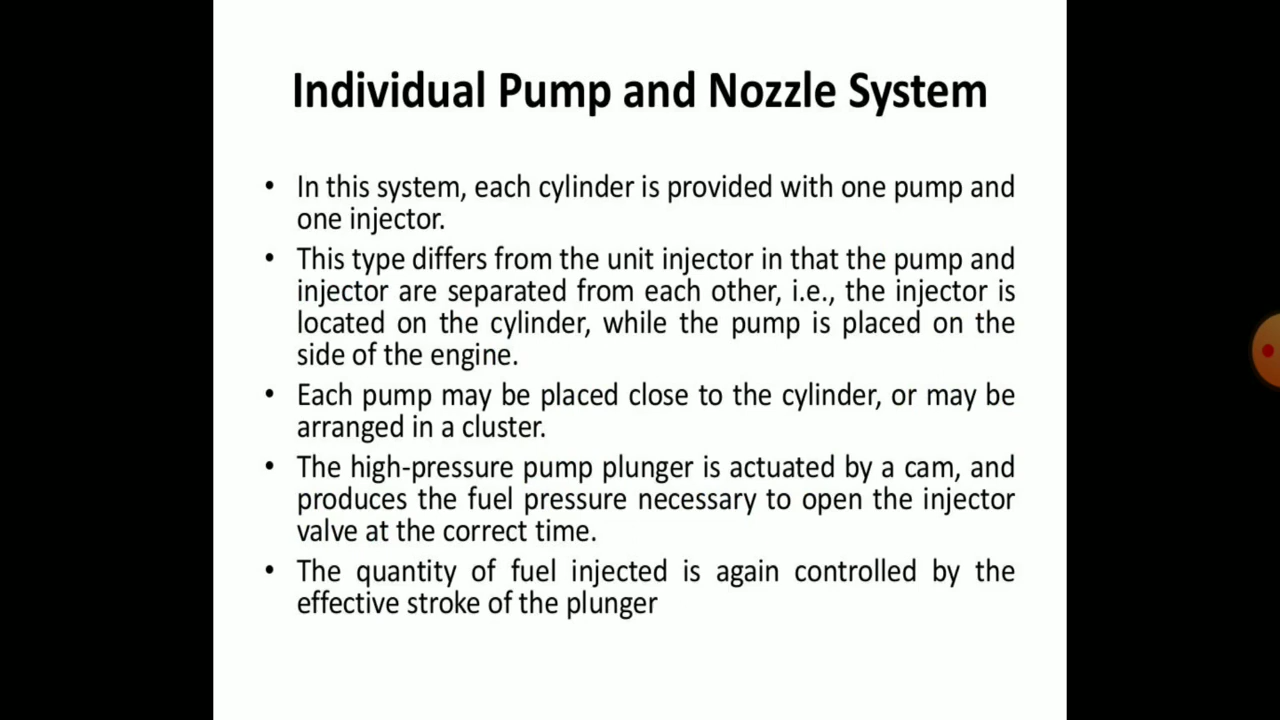 Individual Pump and Nozzle System
• In this system, each cylinder is provided with one pump and
one injector.
• This type differs from the unit injector in that the pump and
injector are separated from each other, i.e., the injector is
located on the cylinder, while the pump is placed on the
side of the engine.
• Each pump may be placed close to the cylinder, or may be
arranged in a cluster.
• The high-pressure pump plunger is actuated by a cam, and
produces the fuel pressure necessary to open the injector
valve at the correct time.
• The quantity of fuel injected is again controlled by the
effective stroke of the plunger